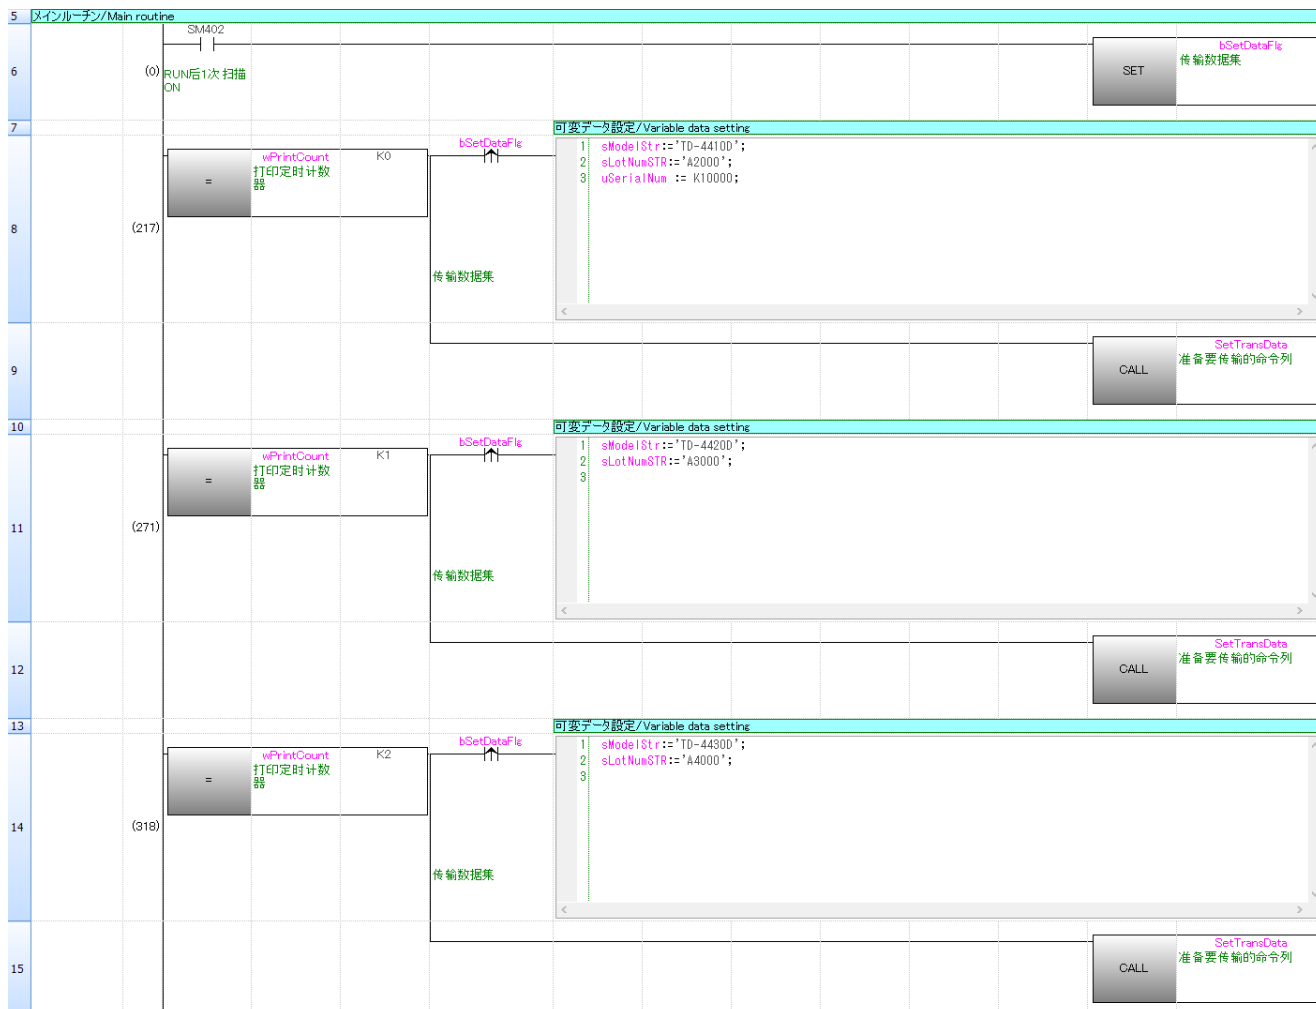 5 メインルーチン/Main routine
SM402
bSetDataFlg
传输数据集
SET
6
(0)
RUN后1次 扫描
ON
7 可変データ設定/Variable data setting
wPrintCount K0
打印定时计数
器
=
bSetDataFlg
传输数据集
1 sModelStr:='TD-4410D';
2 sLotNumSTR:='A2000';
3 uSerialNum := K10000;
8
(217)
9
SetTransData
准备要传输的命令列
CALL
10 可変データ設定/Variable data setting
wPrintCount K1
打印定时计数
器
=
bSetDataFlg
传输数据集
1 sModelStr:='TD-4420D';
2 sLotNumSTR:='A3000';
3
11
(271)
12
SetTransData
准备要传输的命令列
CALL
13 可変データ設定/Variable data setting
wPrintCount K2
打印定时计数
器
=
bSetDataFlg
传输数据集
1 sModelStr:='TD-4430D';
2 sLotNumSTR:='A4000';
3
14
(318)
15
SetTransData
准备要传输的命令列
CALL